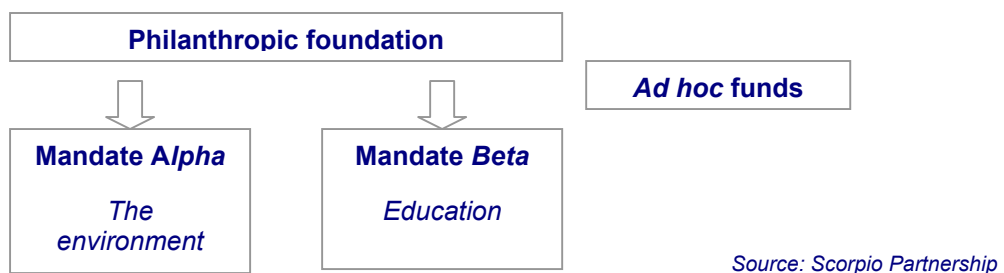 Philanthropic foundation
Ad hoc funds
Mandate Alpha
The
environment
Mandate Beta
Education
Source: Scorpio Partnership